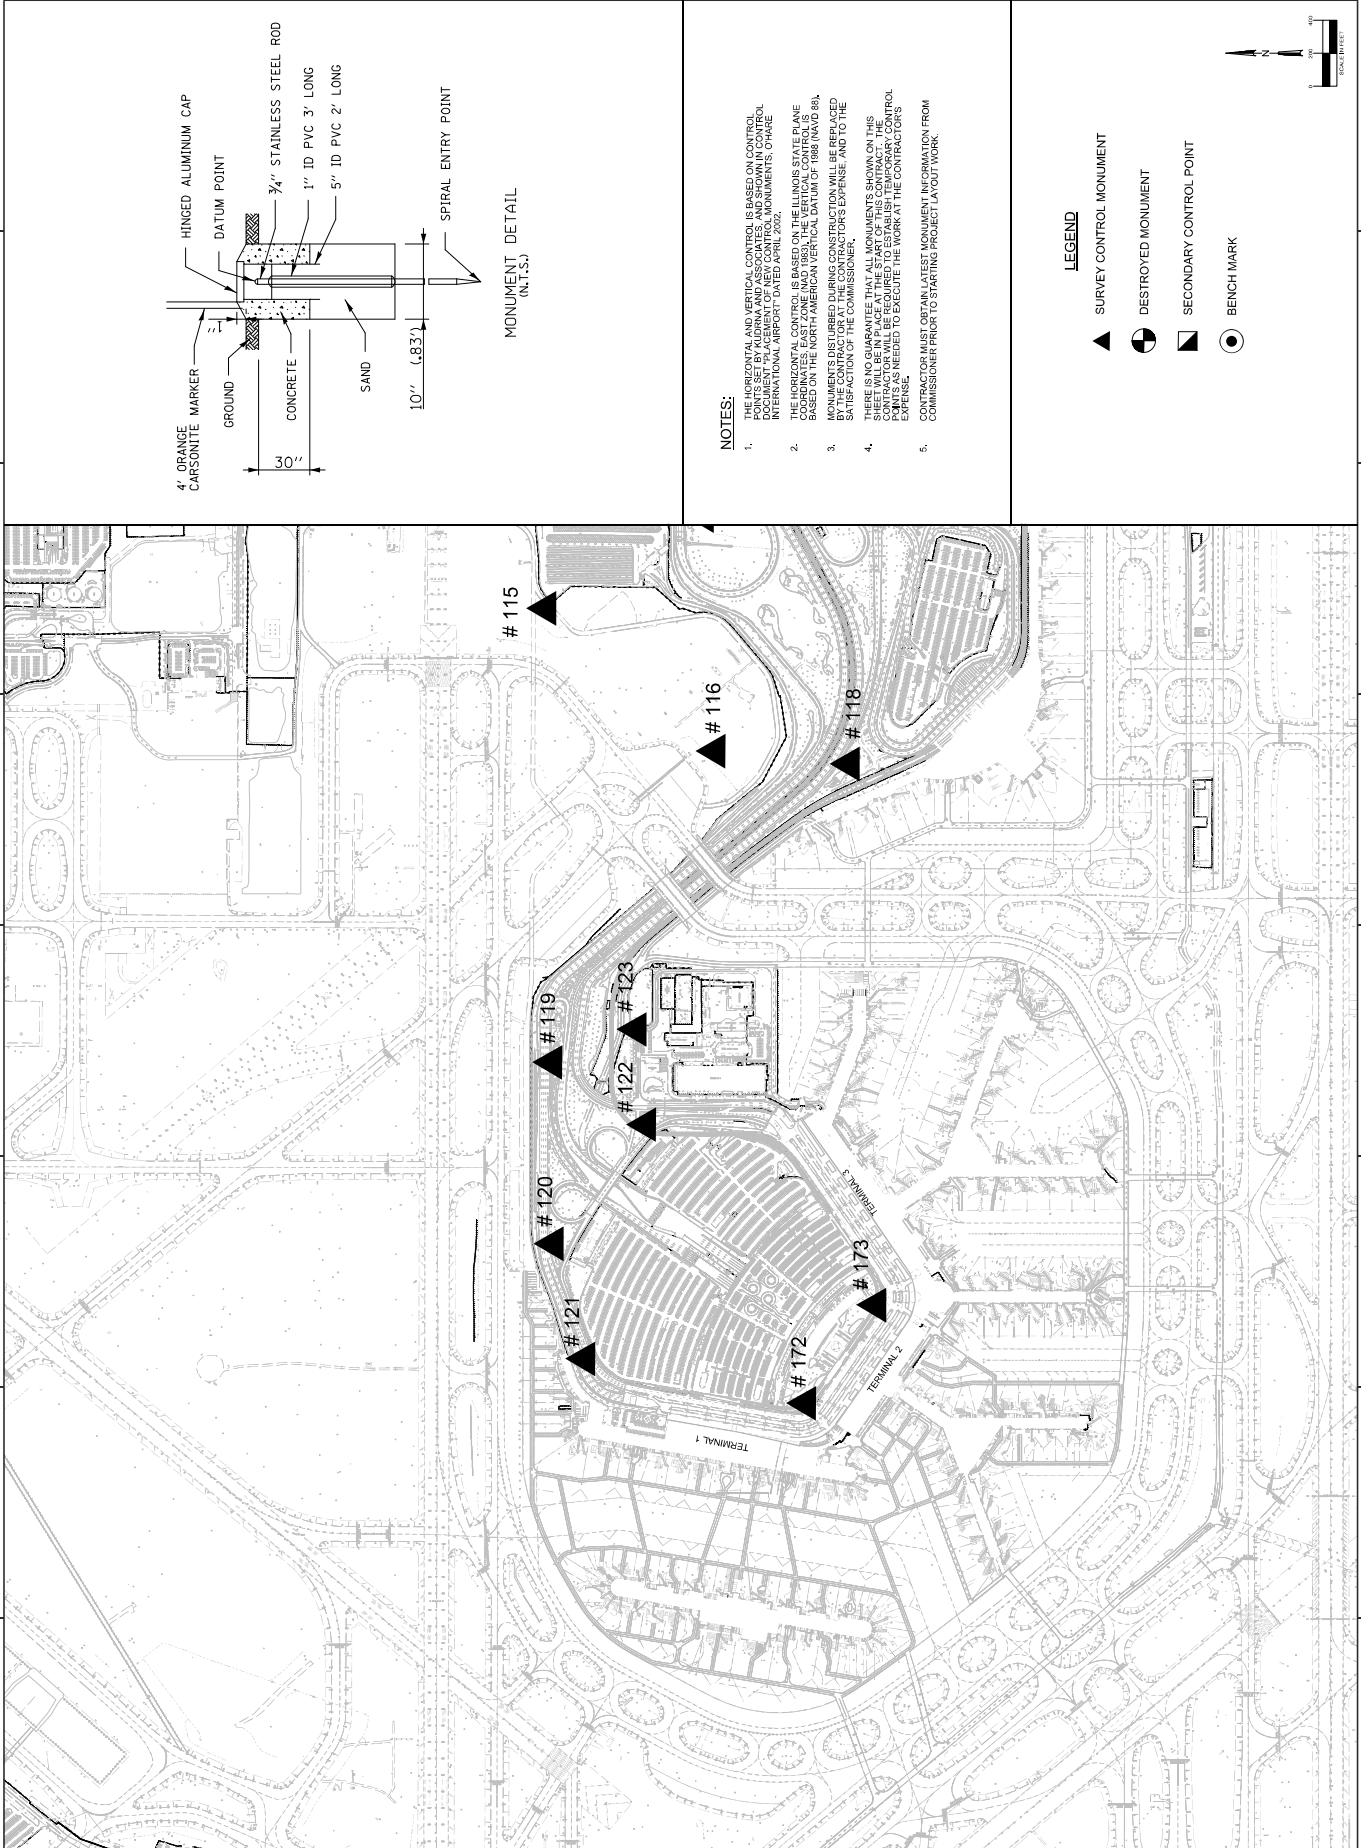 HINGED ALUMINUM CAP
DATUM POINT
3/4" STAINLESS STEEL ROD
1" ID PVC 3' LONG
5" ID PVC 2' LONG
SPIRAL ENTRY POINT
4' ORANGE
CARSONITE MARKER
GROUND
CONCRETE
SAND
1"
30"
10" (.83')
MONUMENT DETAIL
(N.T.S.)
NOTES:
1. THE HORIZONTAL AND VERTICAL CONTROL IS BASED ON CONTROL
POINTS SET BY KUDRNA AND ASSOCIATES, AND SHOWN IN CONTROL
DOCUMENT "PLACEMENT OF NEW CONTROL MONUMENTS, O'HARE
INTERNATIONAL AIRPORT" DATED APRIL 2002.
2. THE HORIZONTAL CONTROL IS BASED ON THE ILLINOIS STATE PLANE
COORDINATES, EAST ZONE (NAD 1983). THE VERTICAL CONTROL IS
BASED ON THE NORTH AMERICAN VERTICAL DATUM OF 1988 (NAVD 88).
3. MONUMENTS DISTURBED DURING CONSTRUCTION WILL BE REPLACED
BY THE CONTRACTOR AT THE CONTRACTOR'S EXPENSE, AND TO THE
SATISFACTION OF THE COMMISSIONER.
4. THERE IS NO GUARANTEE THAT ALL MONUMENTS SHOWN ON THIS
SHEET WILL BE IN PLACE AT THE START OF THIS CONTRACT. THE
CONTRACTOR WILL BE REQUIRED TO ESTABLISH TEMPORARY CONTROL
POINTS AS NEEDED TO EXECUTE THE WORK AT THE CONTRACTOR'S
EXPENSE.
5. CONTRACTOR MUST OBTAIN LATEST MONUMENT INFORMATION FROM
COMMISSIONER PRIOR TO STARTING PROJECT LAYOUT WORK.
LEGEND
SURVEY CONTROL MONUMENT
DESTROYED MONUMENT
SECONDARY CONTROL POINT
BENCH MARK
N
0 200 400
SCALE IN FEET
# 115
# 116
# 118
# 119
# 123
# 122
# 120
# 121
# 173
# 172
TERMINAL 3
TERMINAL 2
TERMINAL 1